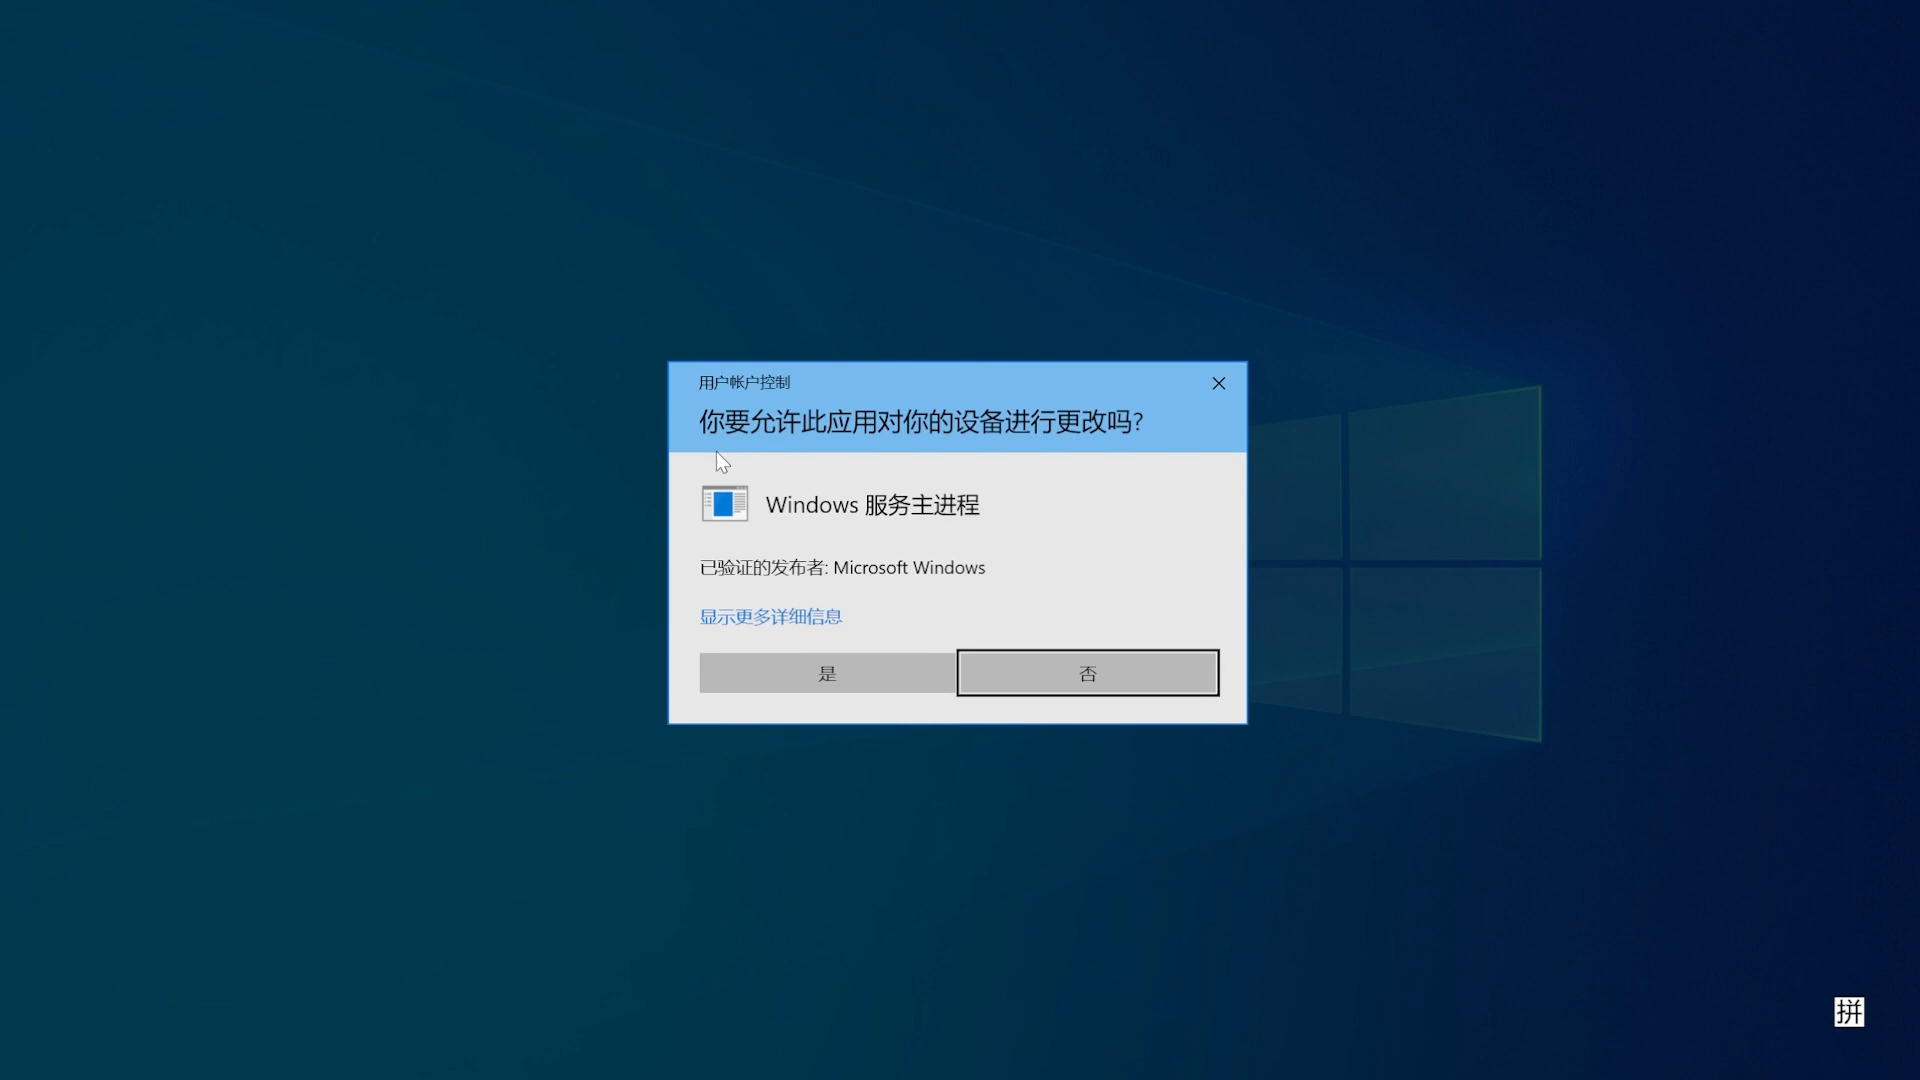 用户帐户控制
你要允许此应用对你的设备进行更改吗?
Windows 服务主进程
已验证的发布者: Microsoft Windows
显示更多详细信息
是
否
拼